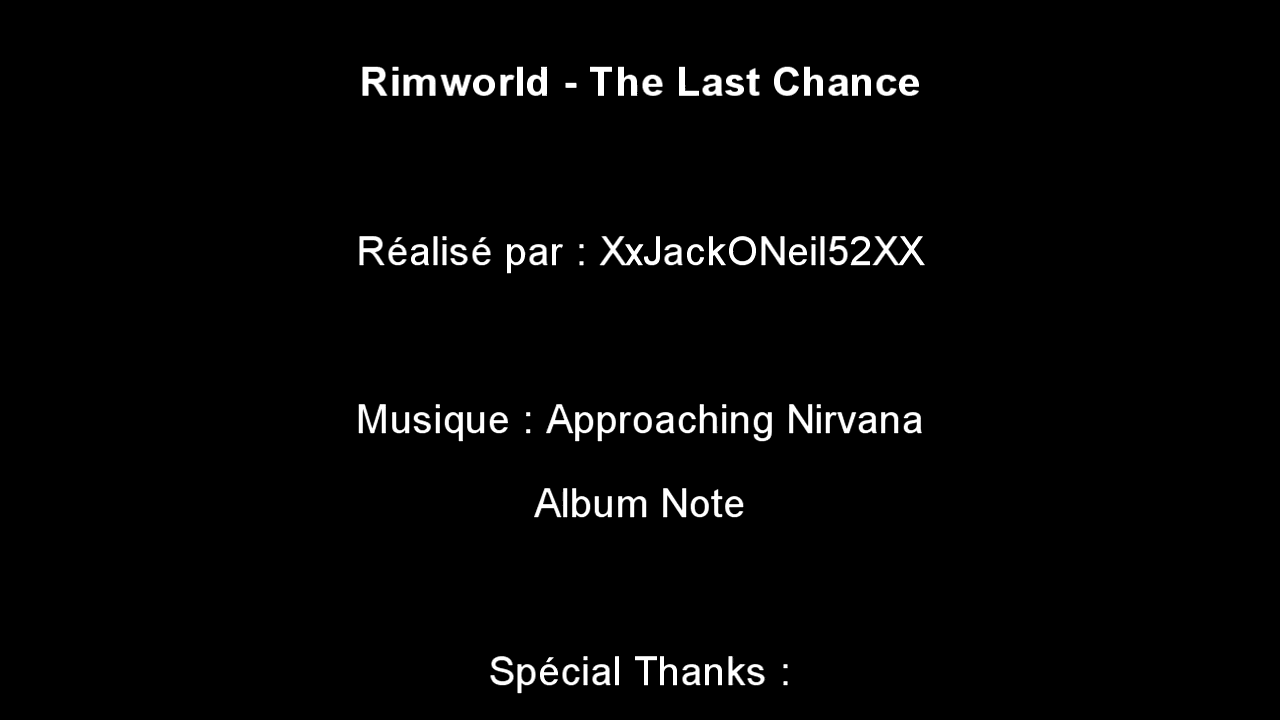 Rimworld - The Last Chance
Réalisé par : XxJackONeil52XX
Musique : Approaching Nirvana
Album Note
Spécial Thanks :